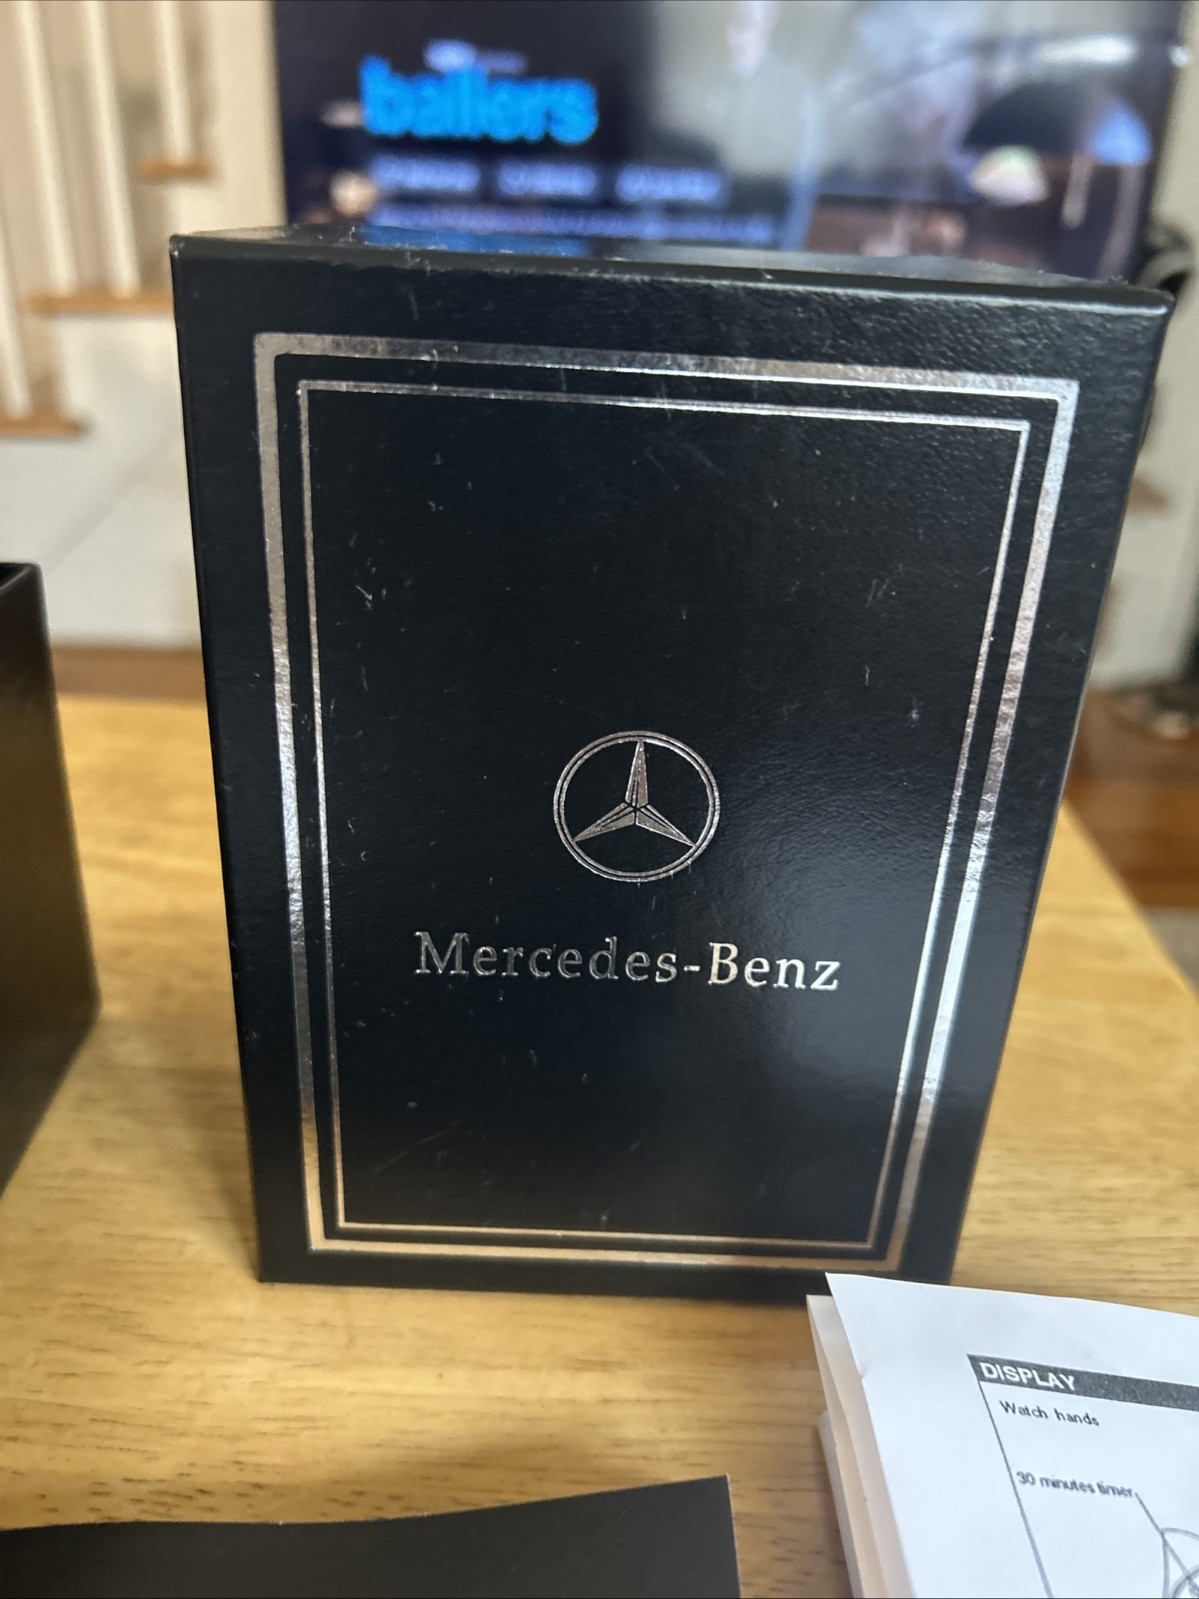 ballers
Mercedes-Benz
DISPLAY
Watch hands
30 minutes timer